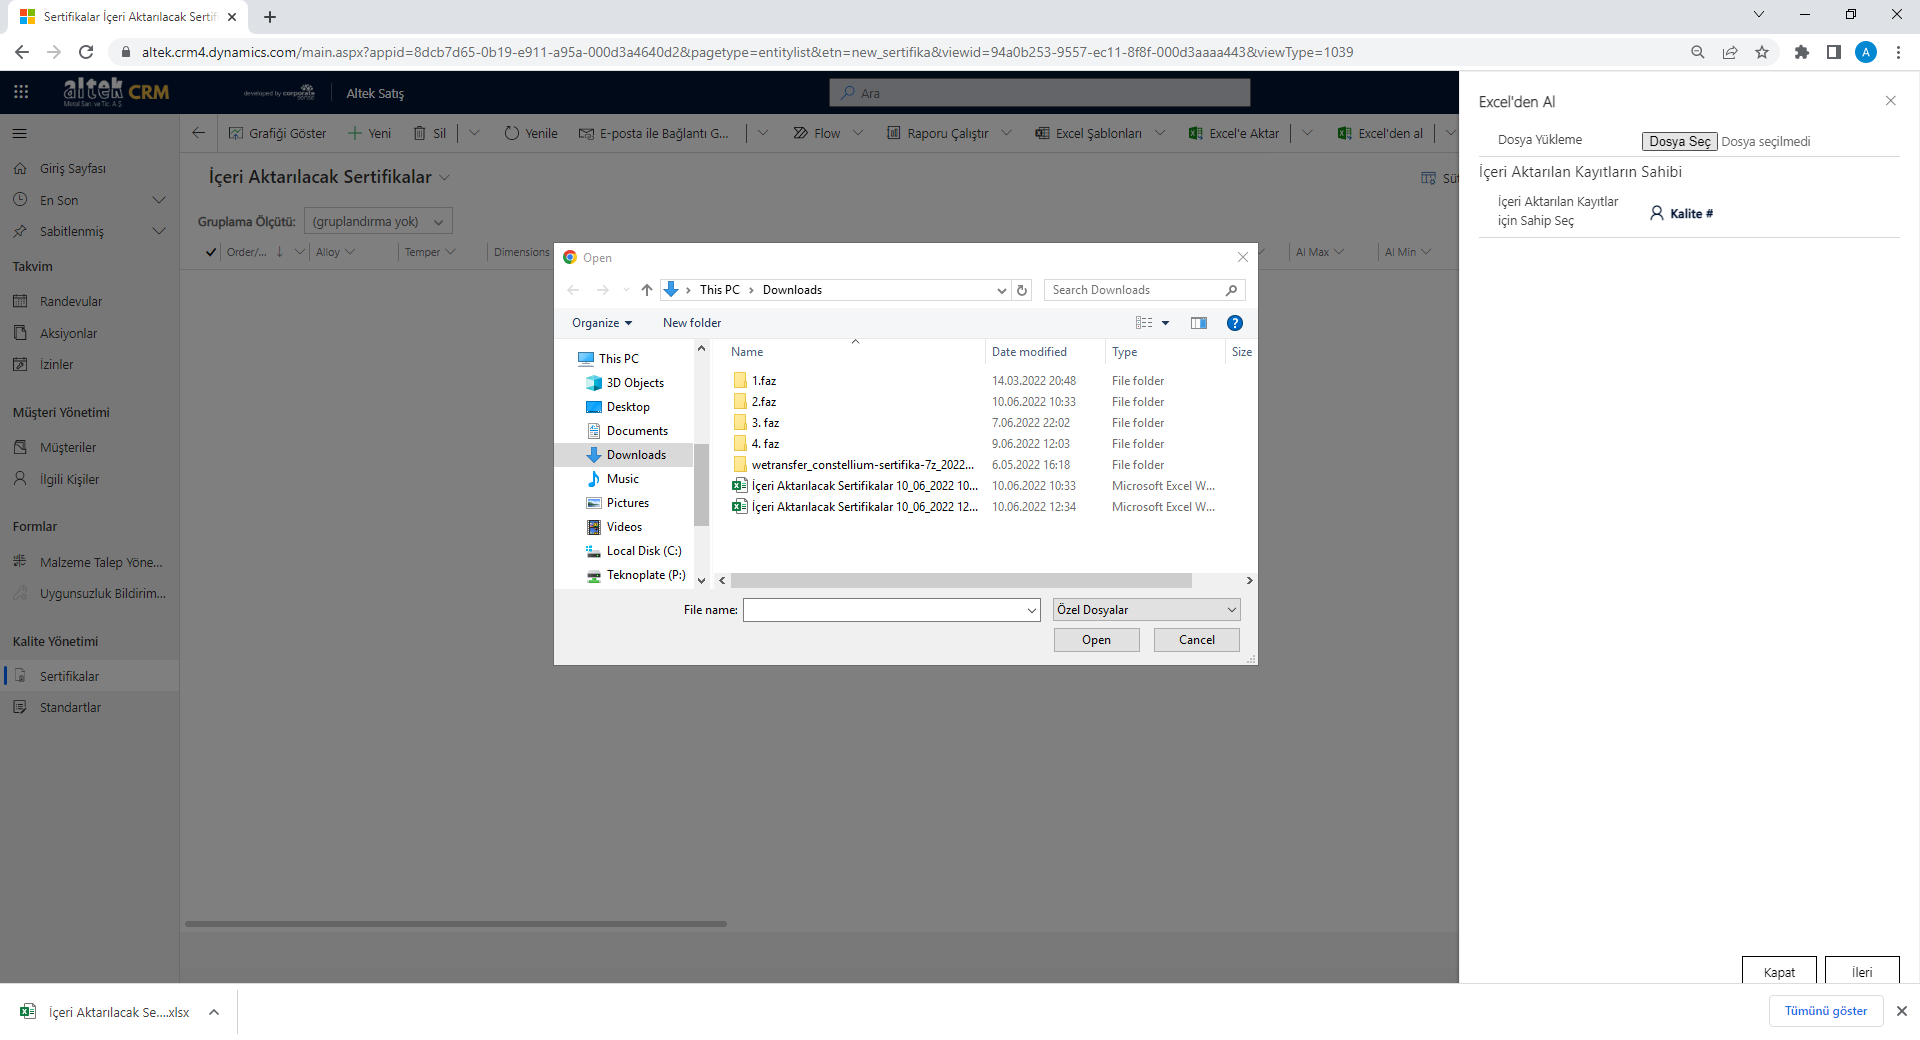 Sertifikalar İçeri Aktarılacak Sertif
altek.crm4.dynamics.com/main.aspx?appid=8dcb7d65-0b19-e911-a95a-000d3a4640d2&pagetype=entitylist&etn=new_sertifika&viewid=94a0b253-9557-ec11-8f8f-000d3aaaa443&viewType=1039
A
altek CRM
Metal San. ve Tic. A.Ş.
developed by corporate sense
Altek Satış
Ara
Grafiği Göster
Yeni
Sil
Yenile
E-posta ile Bağlantı G...
Flow
Raporu Çalıştır
Excel Şablonları
Excel'e Aktar
Excel'den al
Giriş Sayfası
En Son
Sabitlenmiş
Takvim
Randevular
Aksiyonlar
İzinler
Müşteri Yönetimi
Müşteriler
İlgili Kişiler
Formlar
Malzeme Talep Yöne...
Uygunsuzluk Bildirim...
Kalite Yönetimi
Sertifikalar
Standartlar
İçeri Aktarılacak Sertifikalar
Süt
Gruplama Ölçütü:
(gruplandırma yok)
Order/... Alloy Temper Dimensions Al Max Al Min
Open
This PC > Downloads
Search Downloads
Organize New folder
This PC
3D Objects
Desktop
Documents
Downloads
Music
Pictures
Videos
Local Disk (C:)
Teknoplate (P:)
Name Date modified Type Size
1.faz 14.03.2022 20:48 File folder
2.faz 10.06.2022 10:33 File folder
3. faz 7.06.2022 22:02 File folder
4. faz 9.06.2022 12:03 File folder
wetransfer_constellium-sertifika-7z_2022... 6.05.2022 16:18 File folder
İçeri Aktarılacak Sertifikalar 10_06_2022 10... 10.06.2022 10:33 Microsoft Excel W...
İçeri Aktarılacak Sertifikalar 10_06_2022 12... 10.06.2022 12:34 Microsoft Excel W...
File name:
Özel Dosyalar
Open
Cancel
Excel'den Al
Dosya Yükleme
Dosya Seç Dosya seçilmedi
İçeri Aktarılan Kayıtların Sahibi
İçeri Aktarılan Kayıtlar
için Sahip Seç
Kalite #
Kapat
İleri
İçeri Aktarılacak Se....xlsx
Tümünü göster